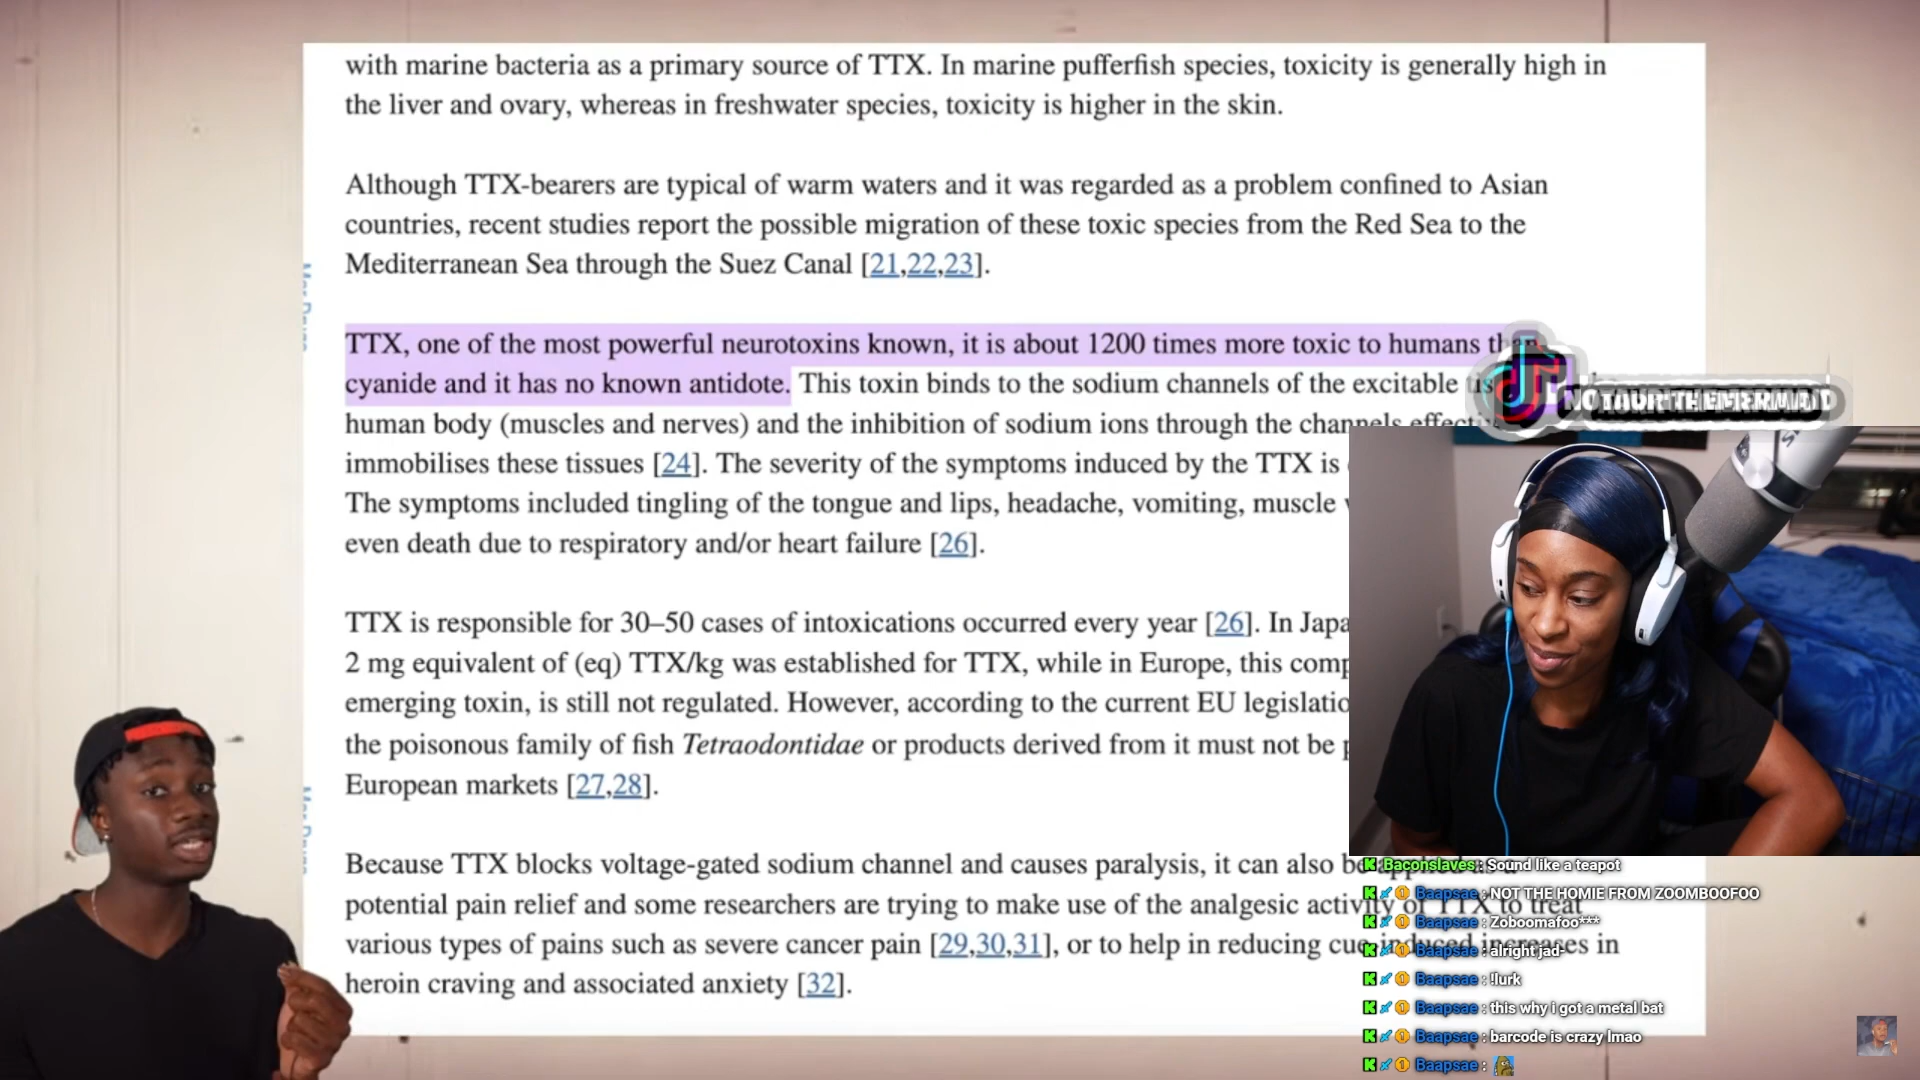 with marine bacteria as a primary source of TTX. In marine pufferfish species, toxicity is generally high in
the liver and ovary, whereas in freshwater species, toxicity is higher in the skin.
Although TTX-bearers are typical of warm waters and it was regarded as a problem confined to Asian
countries, recent studies report the possible migration of these toxic species from the Red Sea to the
Mediterranean Sea through the Suez Canal [21,22,23].
TTX, one of the most powerful neurotoxins known, it is about 1200 times more toxic to humans than
cyanide and it has no known antidote. This toxin binds to the sodium channels of the excitable
human body (muscles and nerves) and the inhibition of sodium ions through the channels
immobilises these tissues [24]. The severity of the symptoms induced by the TTX is
The symptoms included tingling of the tongue and lips, headache, vomiting, muscle
even death due to respiratory and/or heart failure [26].
TTX is responsible for 30–50 cases of intoxications occurred every year [26]. In
2 mg equivalent of (eq) TTX/kg was established for TTX, while in Europe, this
emerging toxin, is still not regulated. However, according to the current EU
the poisonous family of fish Tetraodontidae or products derived from it must not be
European markets [27,28].
Because TTX blocks voltage-gated sodium channel and causes paralysis, it can also
potential pain relief and some researchers are trying to make use of the analgesic activity of TTX to treat
various types of pains such as severe cancer pain [29,30,31], or to help in reducing increases in
heroin craving and associated anxiety [32].
Baconslaves: Sound like a teapot
Baapsae: NOT THE HOMIE FROM ZOOMBOOFOO
Baapsae: Zoboomafoo***
Baapsae: alright jad-
Baapsae: !lurk
Baapsae: this why i got a metal bat
Baapsae: barcode is crazy lmao
Baapsae: